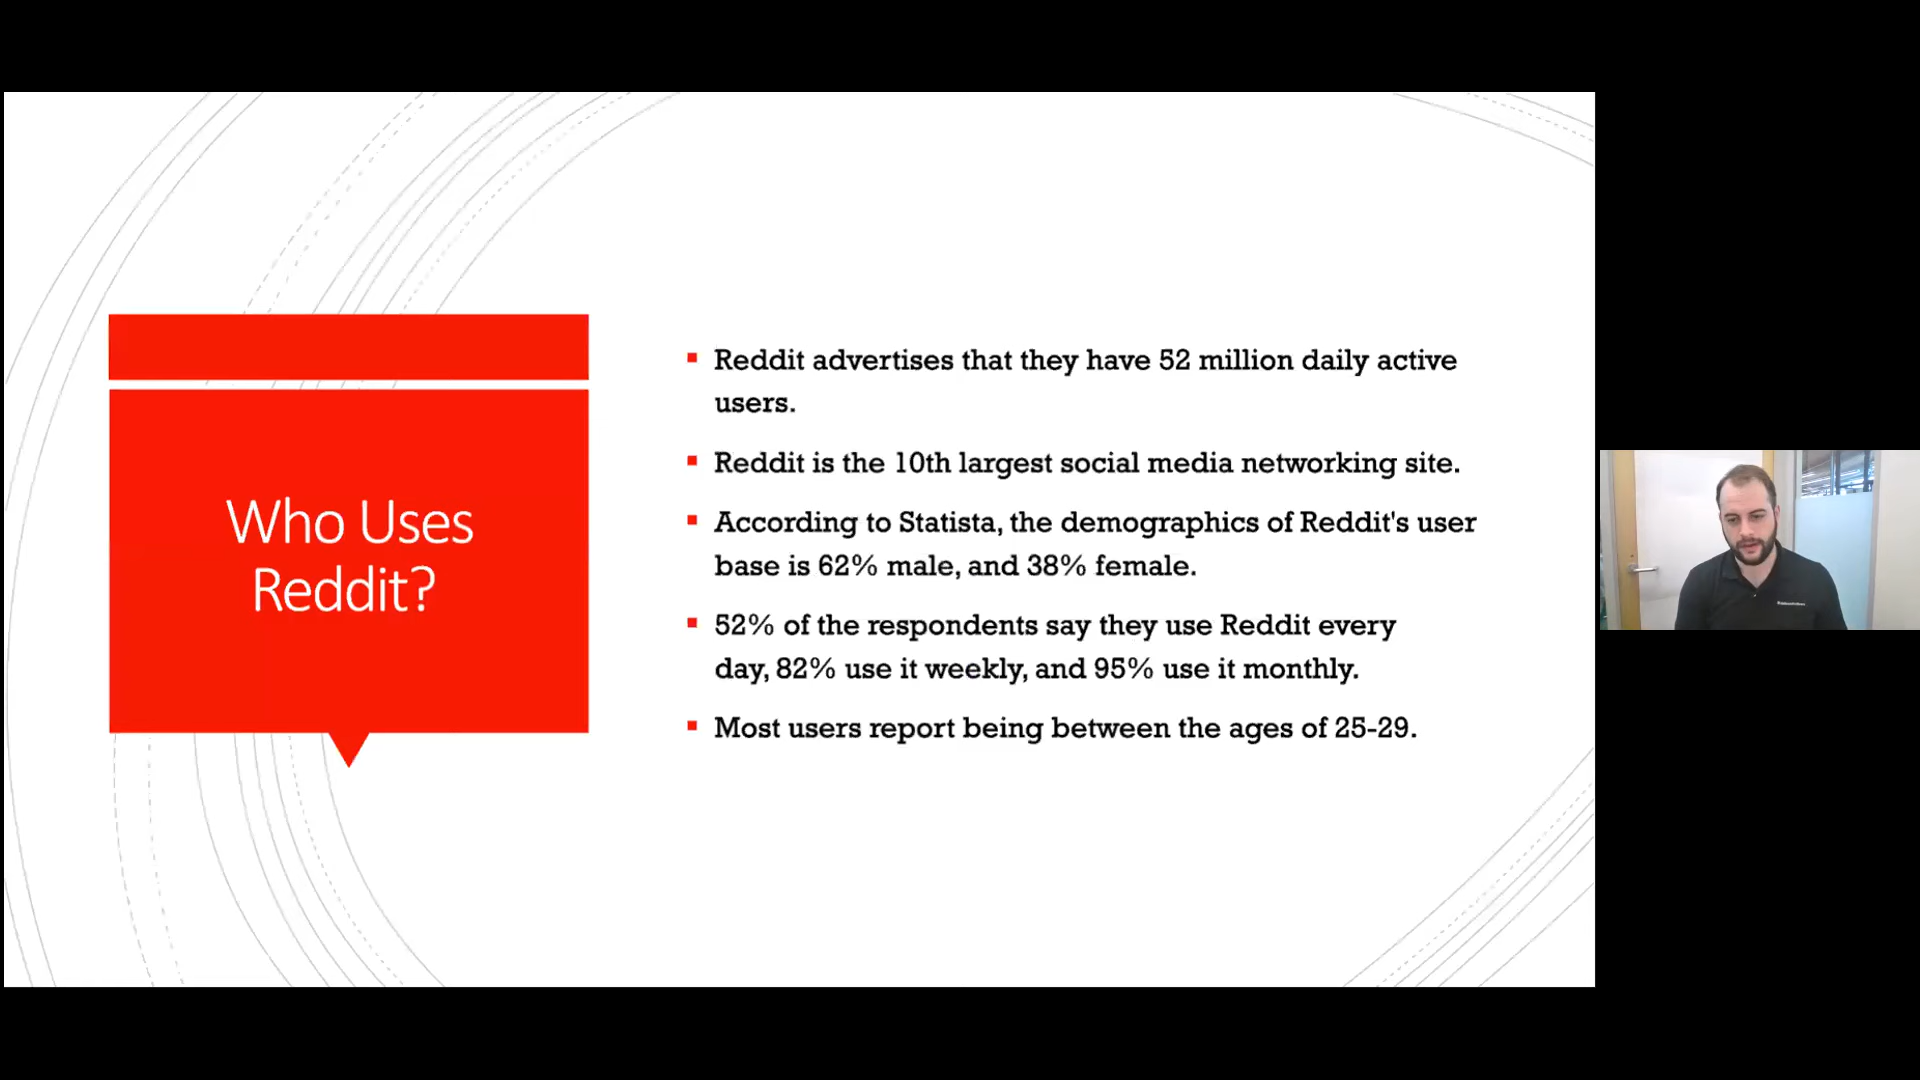 Who Uses
Reddit?
Reddit advertises that they have 52 million daily active
users.
Reddit is the 10th largest social media networking site.
According to Statista, the demographics of Reddit's user
base is 62% male, and 38% female.
52% of the respondents say they use Reddit every
day, 82% use it weekly, and 95% use it monthly.
Most users report being between the ages of 25-29.